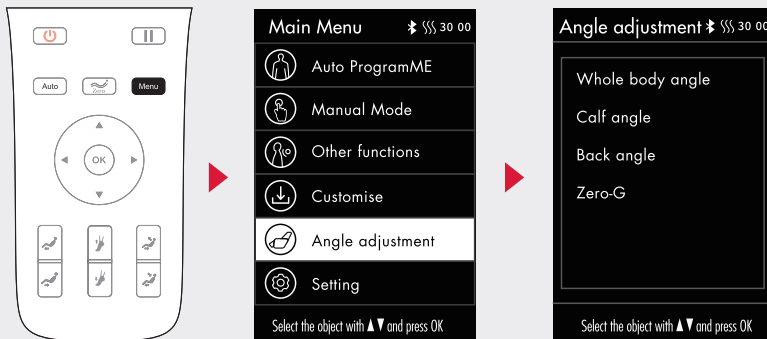 Auto
Zero
Menu
OK
Main Menu 30 00
Auto ProgramME
Manual Mode
Other functions
Customise
Angle adjustment
Setting
Select the object with ▲▼ and press OK
Angle adjustment 30 00
Whole body angle
Calf angle
Back angle
Zero-G
Select the object with ▲▼ and press OK